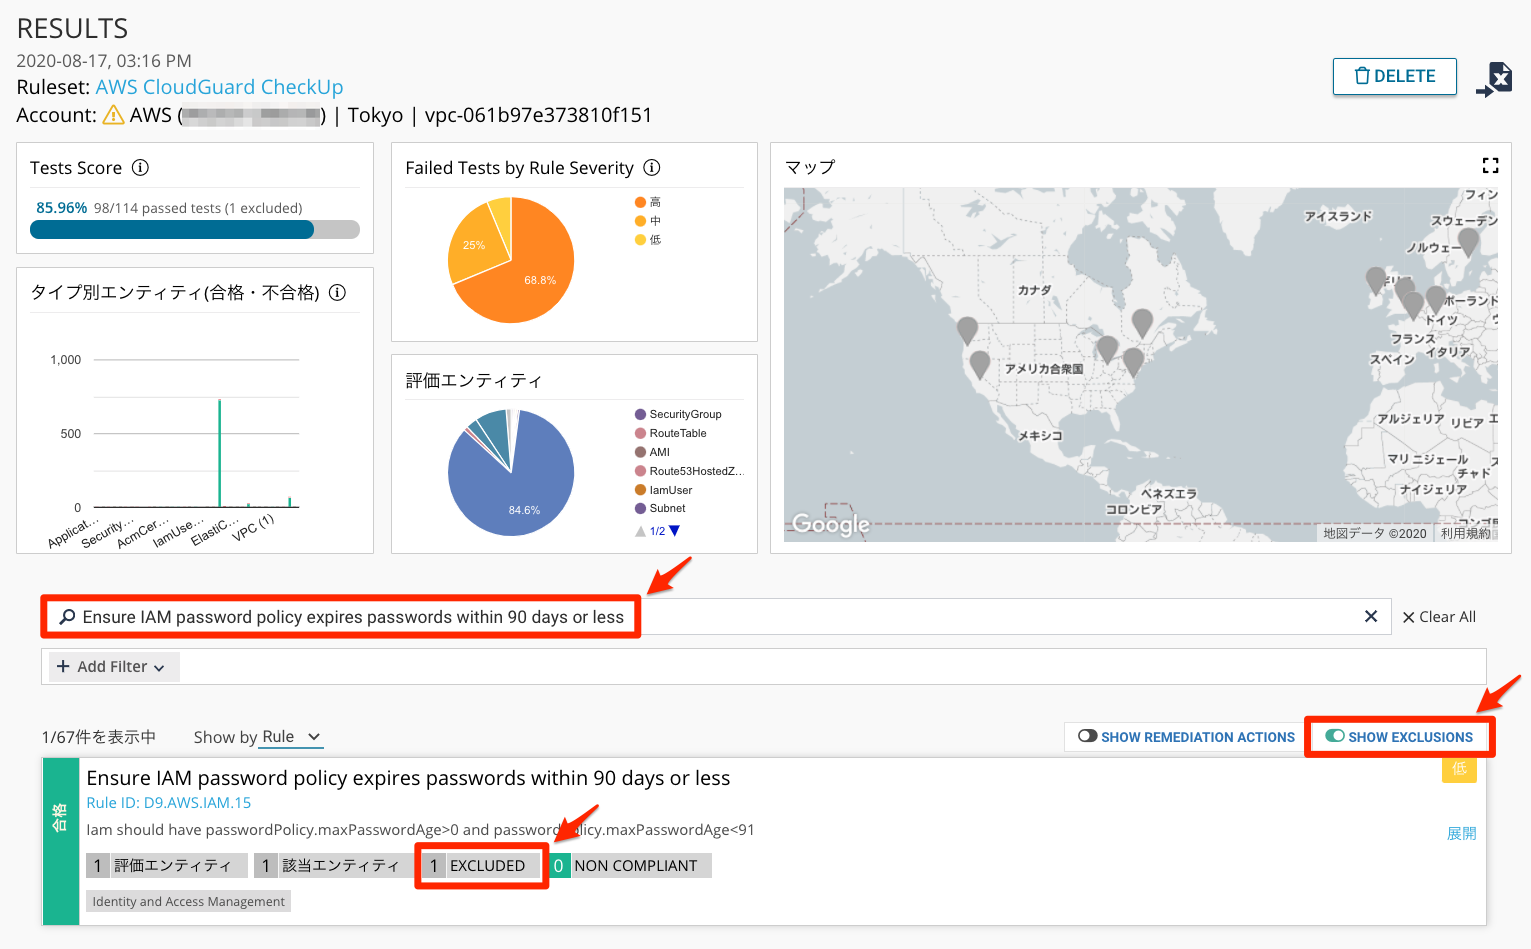 RESULTS
2020-08-17, 03:16 PM
Ruleset: AWS CloudGuard CheckUp
Account: AWS ( ) | Tokyo | vpc-061b97e373810f151
DELETE
Tests Score
85.96% 98/114 passed tests (1 excluded)
タイプ別エンティティ(合格・不合格)
1,000
500
0
Applicat...
Security...
AcmCer...
IamUse...
ElastiC...
VPC (1)
Failed Tests by Rule Severity
高
中
低
25%
68.8%
評価エンティティ
SecurityGroup
RouteTable
AMI
Route53HostedZ...
IamUser
Subnet
1/2
84.6%
マップ
フィン
アイスランド
スウェーデン
ノルウェー
カナダ
ギリ
ポーランド
ドイツ
フランス
イタリア
スペイン
アメリカ合衆国
アルジェリア
リビア
エ
メキシコ
マリ
ニジェール
チャド
ナイジェリア
ベネズエラ
コロンビア
コンゴ民
Google
地図データ ©2020
利用規約
Ensure IAM password policy expires passwords within 90 days or less
Clear All
Add Filter
1/67件を表示中
Show by Rule
SHOW REMEDIATION ACTIONS
SHOW EXCLUSIONS
合格
Ensure IAM password policy expires passwords within 90 days or less
低
Rule ID: D9.AWS.IAM.15
Iam should have passwordPolicy.maxPasswordAge>0 and passwordPolicy.maxPasswordAge<91
展開
1 評価エンティティ
1 該当エンティティ
1 EXCLUDED
0 NON COMPLIANT
Identity and Access Management